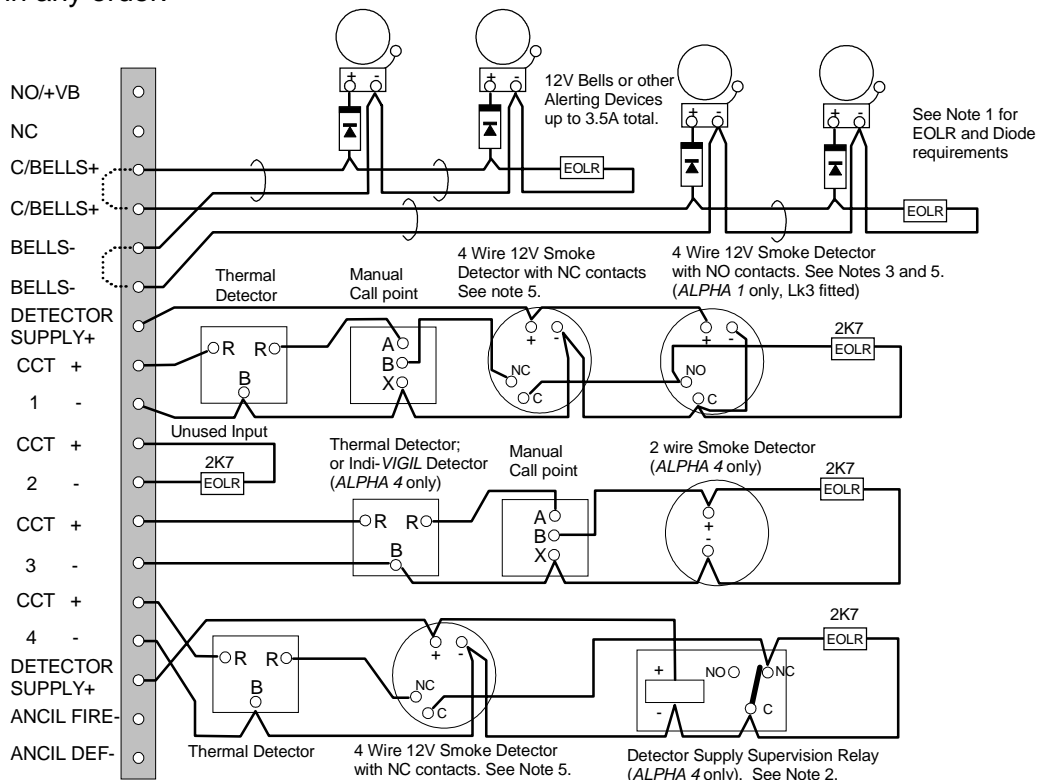 in any order.
NO/+VB
NC
C/BELLS+
C/BELLS+
BELLS-
BELLS-
DETECTOR
SUPPLY+
CCT +
1 -
CCT +
2 -
CCT +
3 -
CCT +
4 -
DETECTOR
SUPPLY+
ANCIL FIRE-
ANCIL DEF-
+ -
+ -
12V Bells or other
Alerting Devices
up to 3.5A total.
+ -
+ -
See Note 1 for
EOLR and Diode
requirements
EOLR
EOLR
Thermal
Detector
R R
B
Manual
Call point
A
B
X
4 Wire 12V Smoke
Detector with NC contacts
See note 5.
+ -
NC
C
4 Wire 12V Smoke Detector
with NO contacts. See Notes 3 and 5.
(ALPHA 1 only, Lk3 fitted)
+ -
NO
C
2K7
EOLR
Unused Input
2K7
EOLR
Thermal Detector;
or Indi-VIGIL Detector
(ALPHA 4 only)
R R
B
Manual
Call point
A
B
X
2 wire Smoke Detector
(ALPHA 4 only)
+
-
2K7
EOLR
R R
B
Thermal Detector
+ -
NC
C
4 Wire 12V Smoke Detector
with NC contacts. See Note 5.
+
-
NO NC
C
2K7
EOLR
Detector Supply Supervision Relay
(ALPHA 4 only). See Note 2.